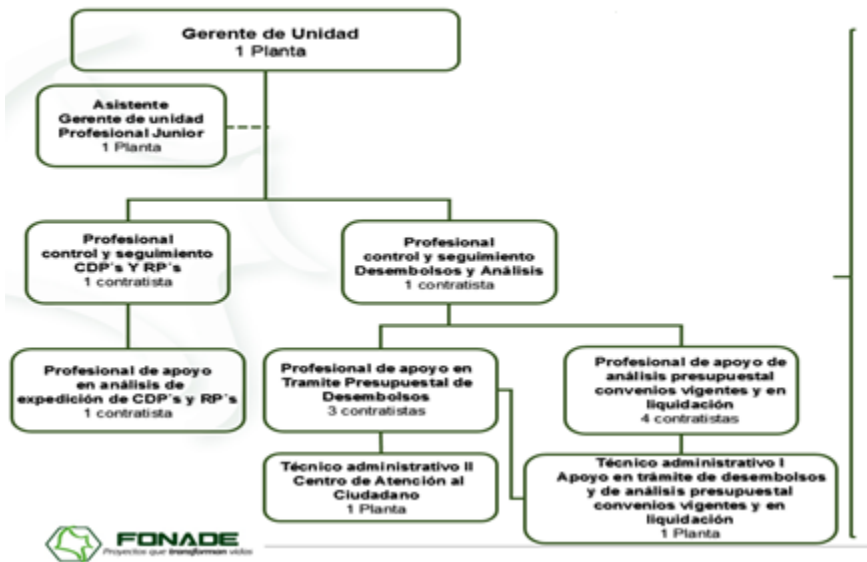 Gerente de Unidad
1 Planta
Asistente
Gerente de unidad
Profesional Junior
1 Planta
Profesional
control y seguimiento
CDP´s Y RP´s
1 contratista
Profesional
control y seguimiento
Desembolsos y Análisis
1 contratista
Profesional de apoyo
en análisis de
expedición de CDP´s y RP´s
1 contratista
Profesional de apoyo en
Tramite Presupuestal de
Desembolsos
3 contratistas
Profesional de apoyo de
análisis presupuestal
convenios vigentes y en
liquidación
4 contratistas
Técnico administrativo II
Centro de Atención al
Ciudadano
1 Planta
Técnico administrativo I
Apoyo en trámite de desembolsos
y de análisis presupuestal
convenios vigentes y en
liquidación
1 Planta
FONADE
Proyectos que transforman vidas